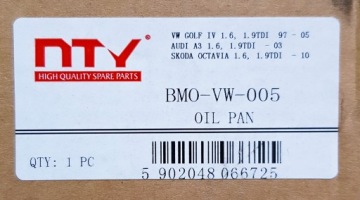 NTY®
HIGH QUALITY SPARE PARTS
VW GOLF IV 1.6, 1.9TDI 97 - 05
AUDI A3 1.6, 1.9TDI - 03
SKODA OCTAVIA 1.6, 1.9TDI - 10
BMO-VW-005
OIL PAN
QTY: 1 PC
5 902048 066725